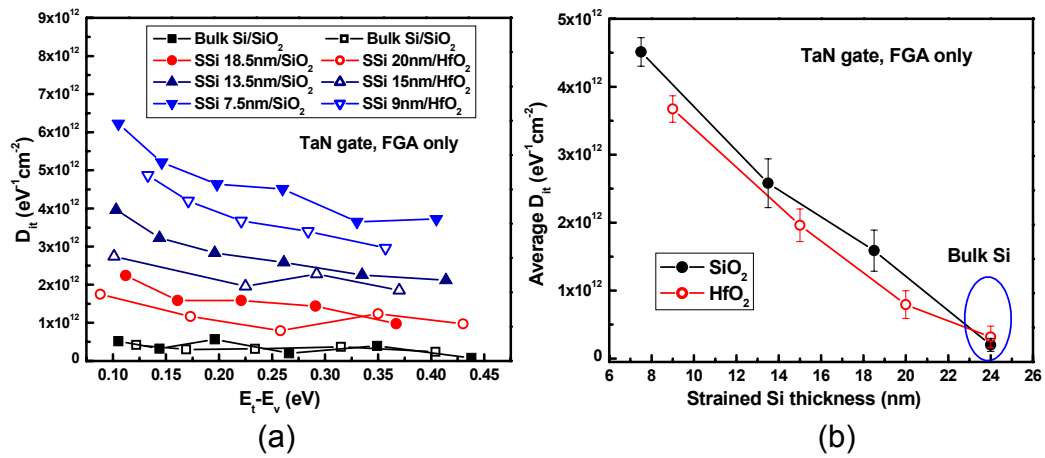 D_it (eV⁻¹cm⁻²)
9x10¹²
8x10¹²
7x10¹²
6x10¹²
5x10¹²
4x10¹²
3x10¹²
2x10¹²
1x10¹²
0
Bulk Si/SiO₂
Bulk Si/SiO₂
SSi 18.5nm/SiO₂
SSi 20nm/HfO₂
SSi 13.5nm/SiO₂
SSi 15nm/HfO₂
SSi 7.5nm/SiO₂
SSi 9nm/HfO₂
TaN gate, FGA only
0.10 0.15 0.20 0.25 0.30 0.35 0.40 0.45
E_t-E_v (eV)
(a)
Average D_it (eV⁻¹cm⁻²)
5x10¹²
4x10¹²
3x10¹²
2x10¹²
1x10¹²
0
TaN gate, FGA only
Bulk Si
SiO₂
HfO₂
6 8 10 12 14 16 18 20 22 24 26
Strained Si thickness (nm)
(b)